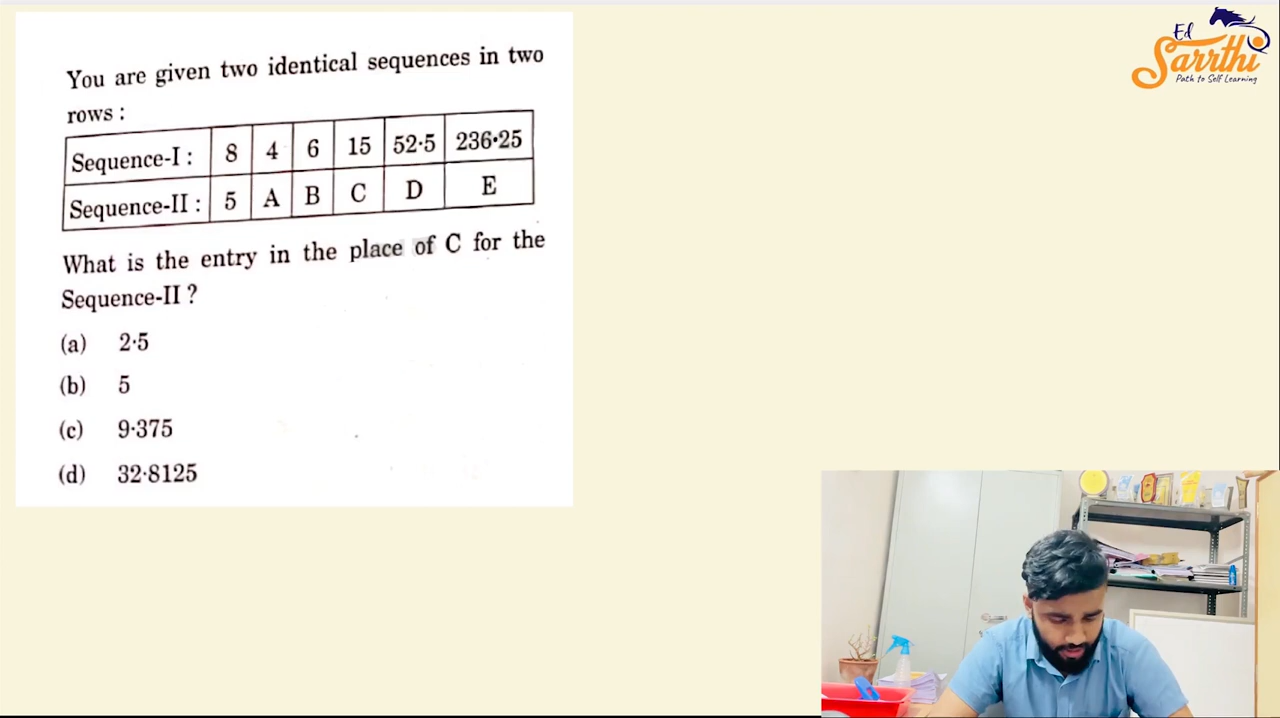 You are given two identical sequences in two
rows :
Sequence-I : 8 4 6 15 52·5 236·25
Sequence-II : 5 A B C D E
What is the entry in the place of C for the
Sequence-II ?
(a) 2·5
(b) 5
(c) 9·375
(d) 32·8125
Ed
Sarrthi
Path to Self Learning